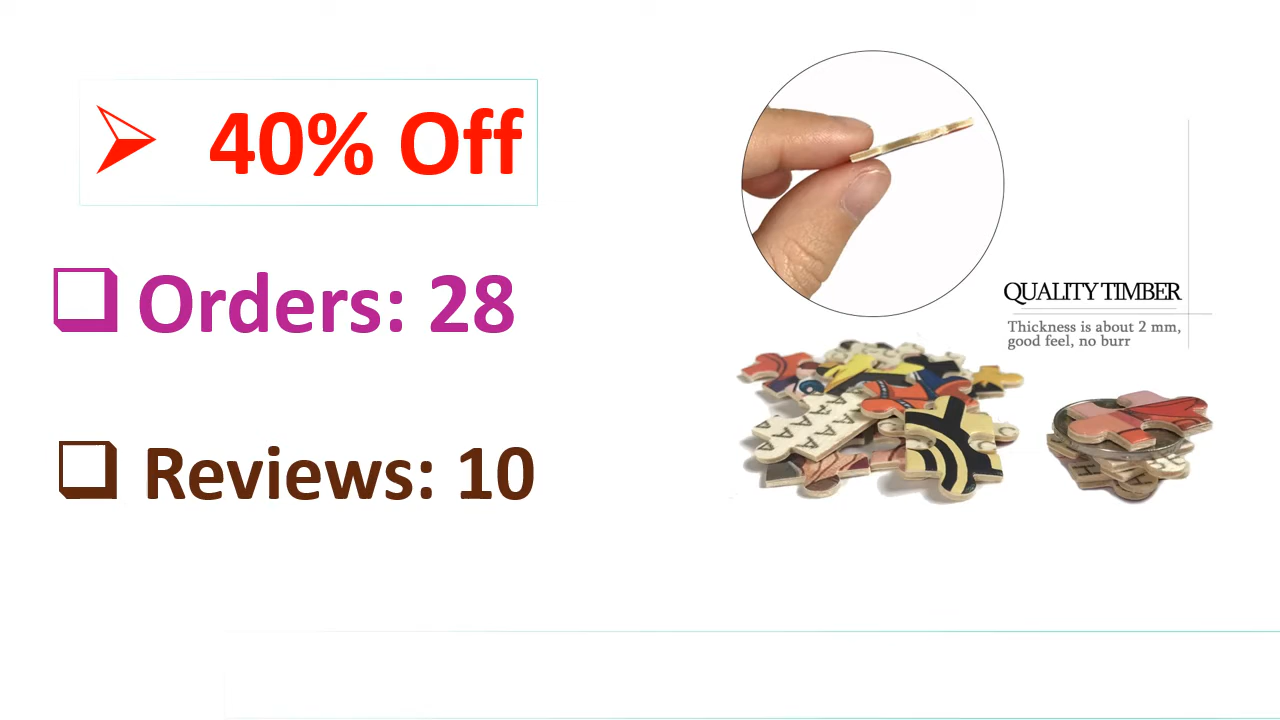 40% Off
Orders: 28
Reviews: 10
QUALITY TIMBER
Thickness is about 2 mm,
good feel, no burr